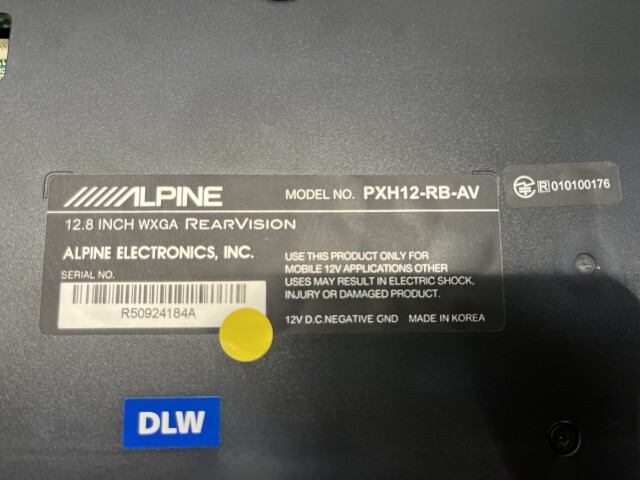 ALPINE
MODEL NO. PXH12-RB-AV
R 010100176
12.8 INCH WXGA REARVISION
ALPINE ELECTRONICS, INC.
SERIAL NO.
R50924184A
USE THIS PRODUCT ONLY FOR
MOBILE 12V APPLICATIONS OTHER
USES MAY RESULT IN ELECTRIC SHOCK,
INJURY OR DAMAGED PRODUCT.
12V D.C.NEGATIVE GND MADE IN KOREA
DLW